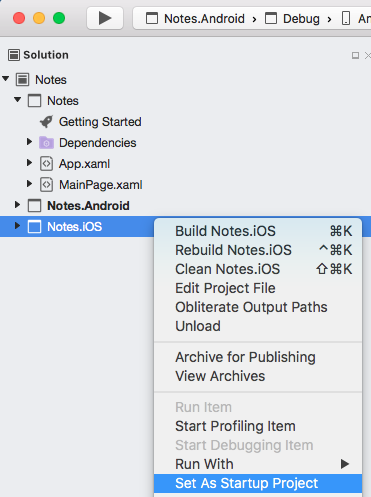 Notes.Android › Debug › An
Solution
Notes
Notes
Getting Started
Dependencies
App.xaml
MainPage.xaml
Notes.Android
Notes.iOS
Build Notes.iOS ⌘K
Rebuild Notes.iOS ^⌘K
Clean Notes.iOS ⇧⌘K
Edit Project File
Obliterate Output Paths
Unload
Archive for Publishing
View Archives
Run Item
Start Profiling Item
Start Debugging Item
Run With
Set As Startup Project